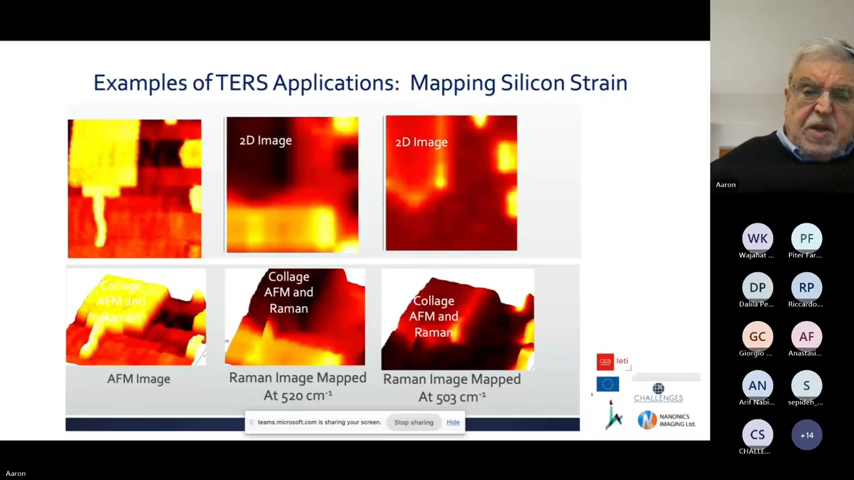 Examples of TERS Applications: Mapping Silicon Strain
2D Image
2D Image
Collage
AFM and
Raman
Collage
AFM and
Raman
Collage
AFM and
Raman
AFM Image
Raman Image Mapped
At 520 cm-1
Raman Image Mapped
At 503 cm-1
leti
CHALLENGES
NANONICS
IMAGING Ltd.
teams.microsoft.com is sharing your screen.
Stop sharing
Hide
Aaron
WK
Wajahat ...
PF
Piter Far...
DP
Dalila Pe...
RP
Riccardo...
GC
Giorgio ...
AF
Anastasi...
AN
Arif Nabi...
S
sepideh_...
CS
CHALLE...
+14
Aaron